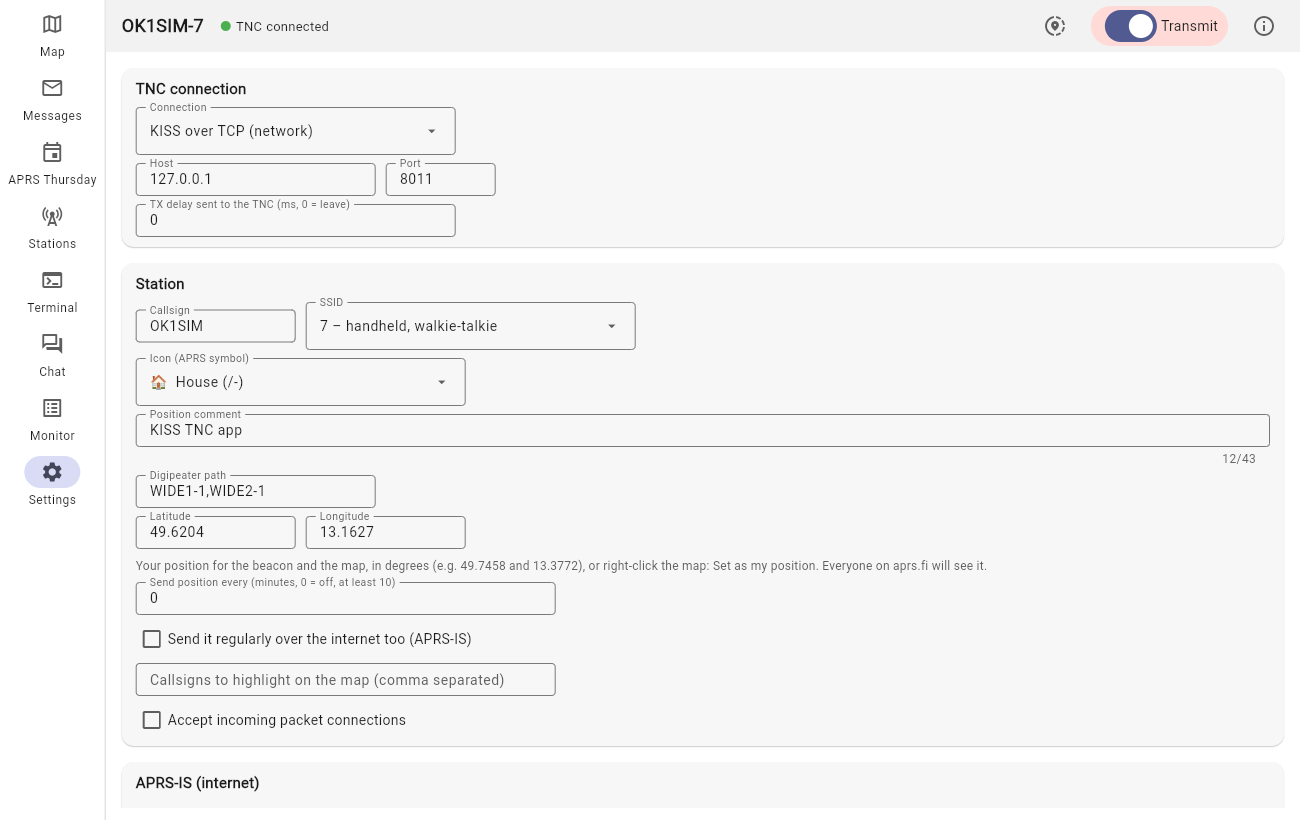 OK1SIM-7
TNC connected
Transmit
Map
Messages
APRS Thursday
Stations
Terminal
Chat
Monitor
Settings
TNC connection
Connection
KISS over TCP (network)
Host
127.0.0.1
Port
8011
TX delay sent to the TNC (ms, 0 = leave)
0
Station
Callsign
OK1SIM
SSID
7 – handheld, walkie-talkie
Icon (APRS symbol)
House (/-)
Position comment
KISS TNC app
12/43
Digipeater path
WIDE1-1,WIDE2-1
Latitude
49.6204
Longitude
13.1627
Your position for the beacon and the map, in degrees (e.g. 49.7458 and 13.3772), or right-click the map: Set as my position. Everyone on aprs.fi will see it.
Send position every (minutes, 0 = off, at least 10)
0
Send it regularly over the internet too (APRS-IS)
Callsigns to highlight on the map (comma separated)
Accept incoming packet connections
APRS-IS (internet)